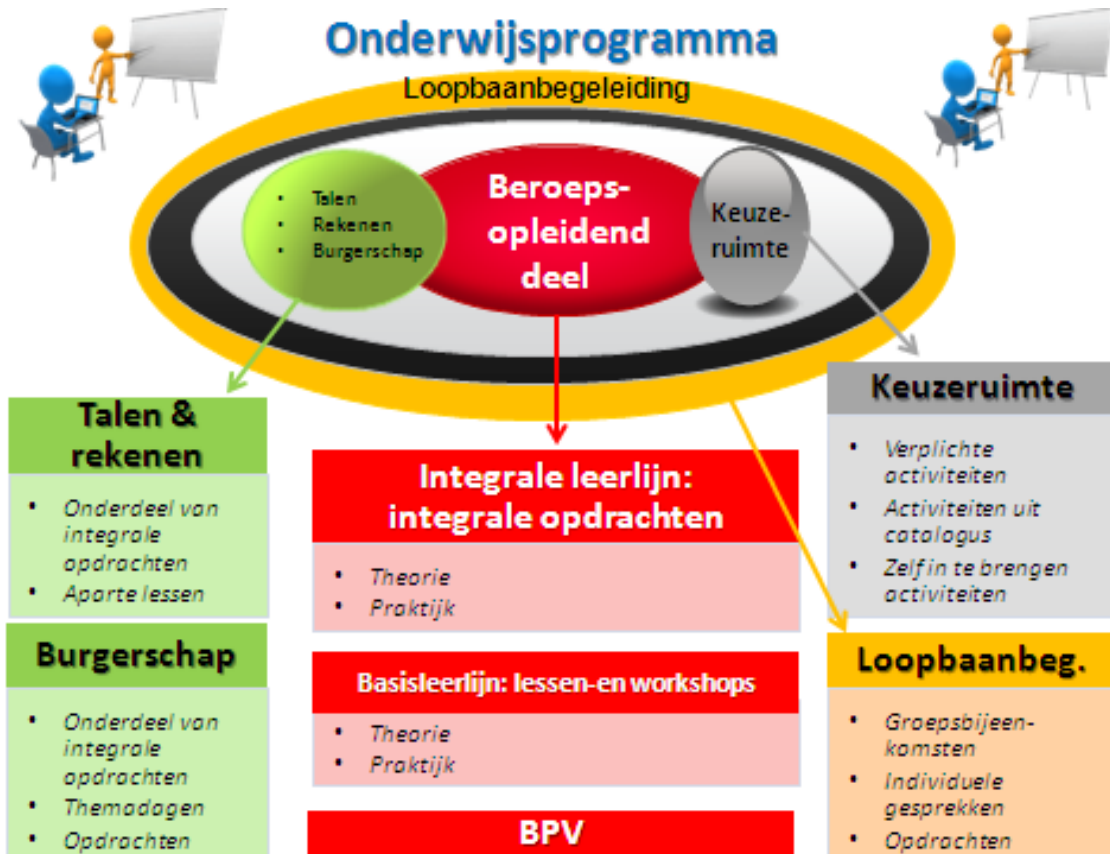 Onderwijsprogramma
Loopbaanbegeleiding
• Talen
• Rekenen
• Burgerschap
Beroeps-
opleidend
deel
Keuze-
ruimte
Talen &
rekenen
• Onderdeel van
integrale
opdrachten
• Aparte lessen
Burgerschap
• Onderdeel van
integrale
opdrachten
• Themadagen
• Opdrachten
Integrale leerlijn:
integrale opdrachten
• Theorie
• Praktijk
Basisleerlijn: lessen-en workshops
• Theorie
• Praktijk
BPV
Keuzeruimte
• Verplichte
activiteiten
• Activiteiten uit
catalogus
• Zelf in te brengen
activiteiten
Loopbaanbeg.
• Groepsbijeen-
komsten
• Individuele
gesprekken
• Opdrachten